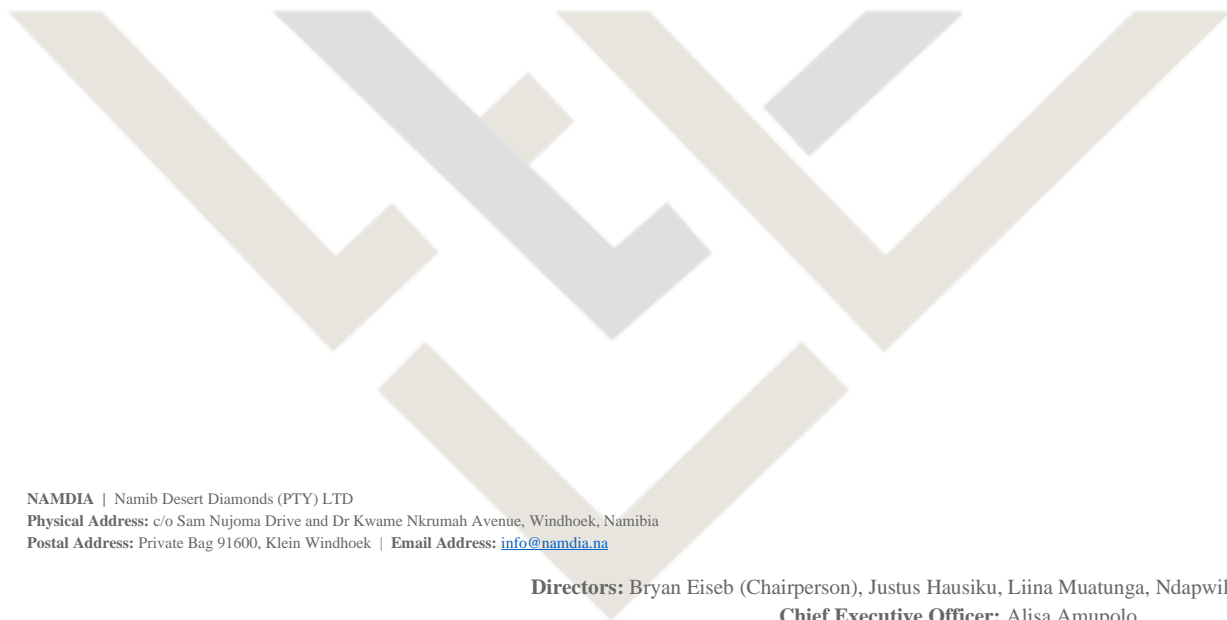 NAMDIA | Namib Desert Diamonds (PTY) LTD
Physical Address: c/o Sam Nujoma Drive and Dr Kwame Nkrumah Avenue, Windhoek, Namibia
Postal Address: Private Bag 91600, Klein Windhoek | Email Address: info@namdia.na
Directors: Bryan Eiseb (Chairperson), Justus Hausiku, Liina Muatunga,
Chief Executive Officer: Alisa Amupolo